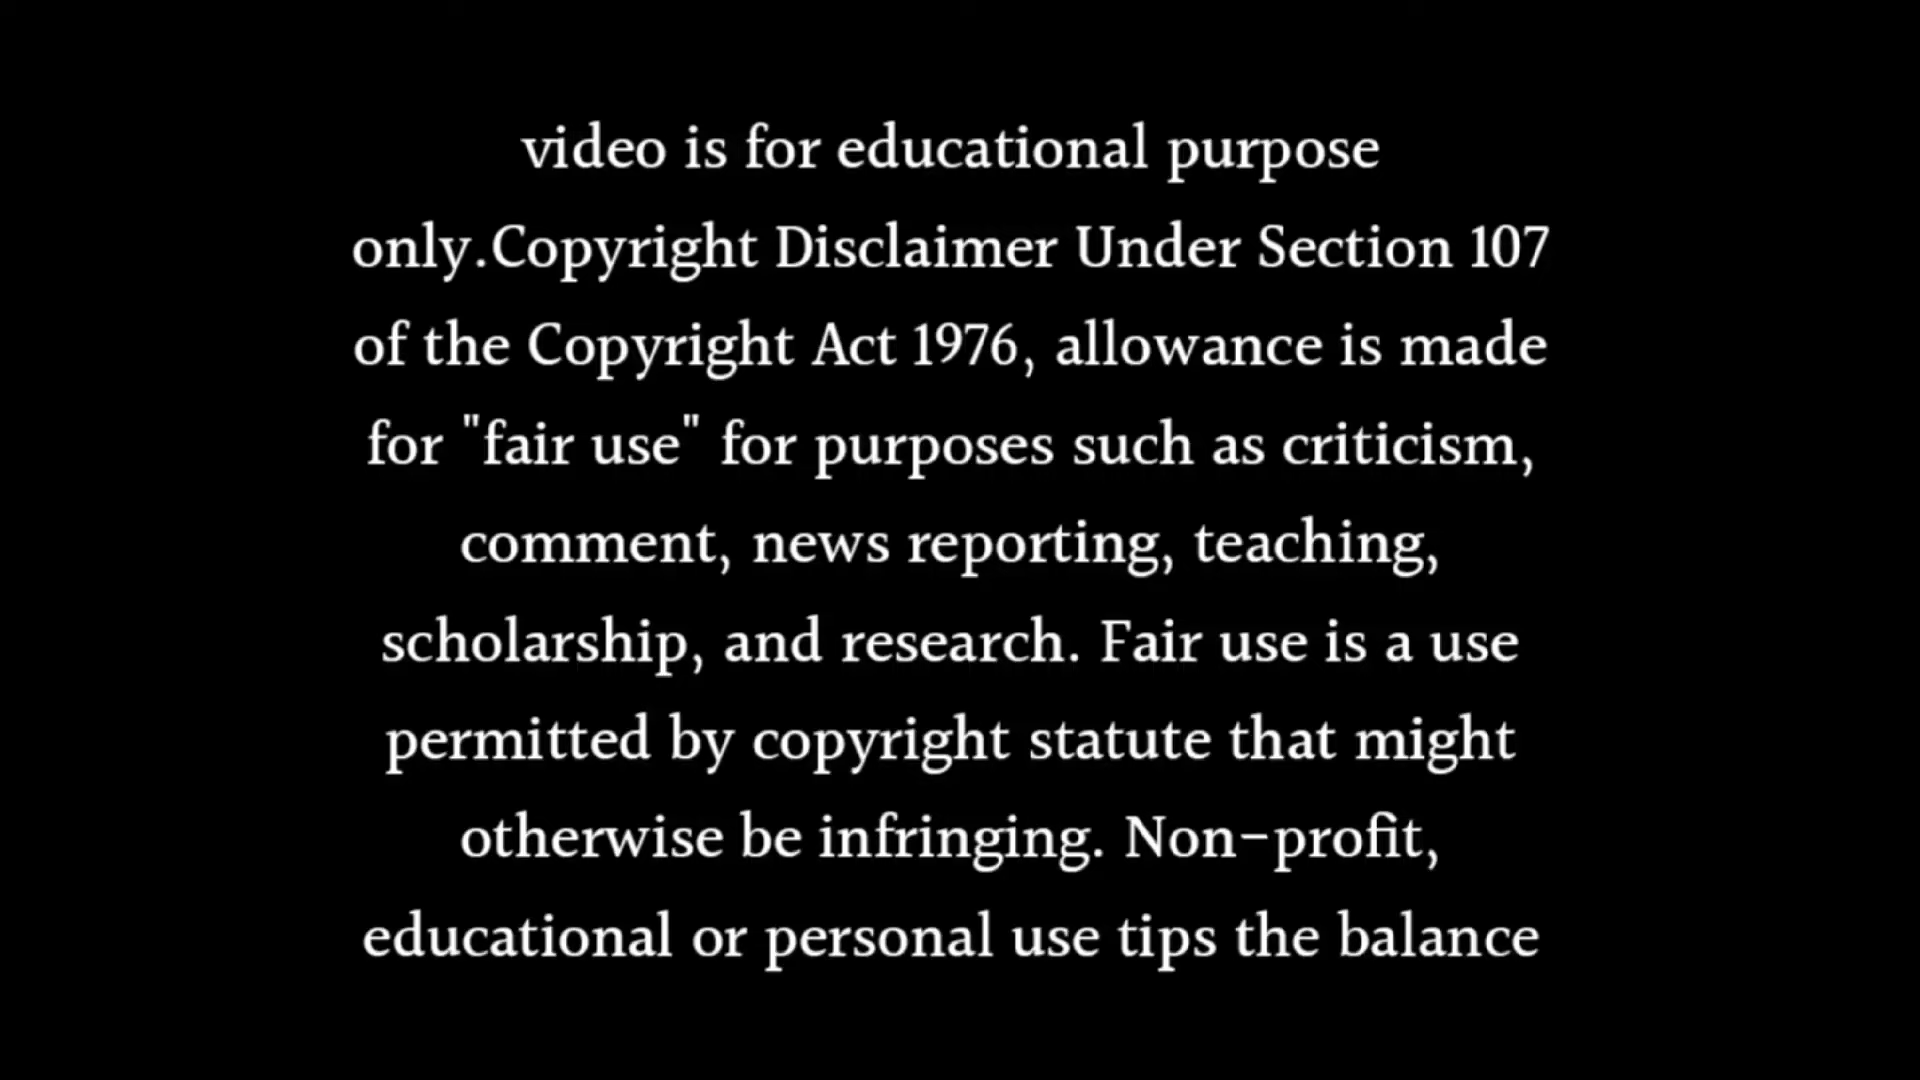 video is for educational purpose
only.Copyright Disclaimer Under Section 107
of the Copyright Act 1976, allowance is made
for "fair use" for purposes such as criticism,
comment, news reporting, teaching,
scholarship, and research. Fair use is a use
permitted by copyright statute that might
otherwise be infringing. Non-profit,
educational or personal use tips the balance